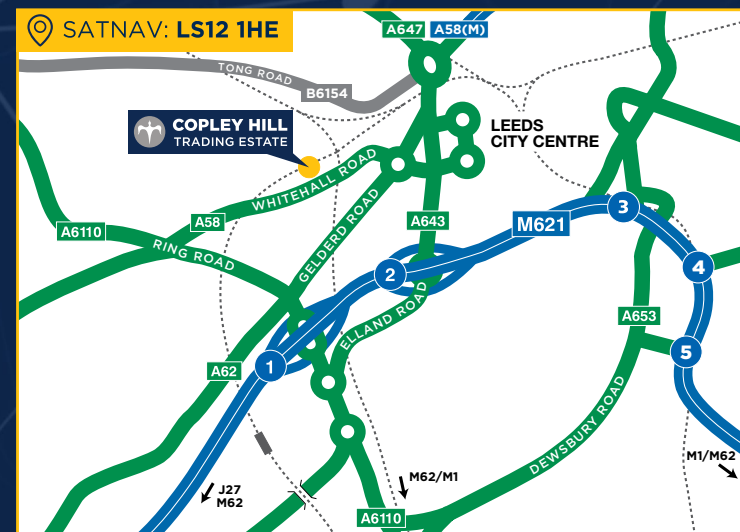 SATNAV: LS12 1HE
A647
A58(M)
TONG ROAD
B6154
COPLEY HILL
TRADING ESTATE
LEEDS
CITY CENTRE
WHITEHALL ROAD
A58
A6110
RING ROAD
GELDERD ROAD
A643
M621
3
2
4
ELLAND ROAD
A653
5
A62
1
DEWSBURY ROAD
M1/M62
J27
M62
M62/M1
A6110